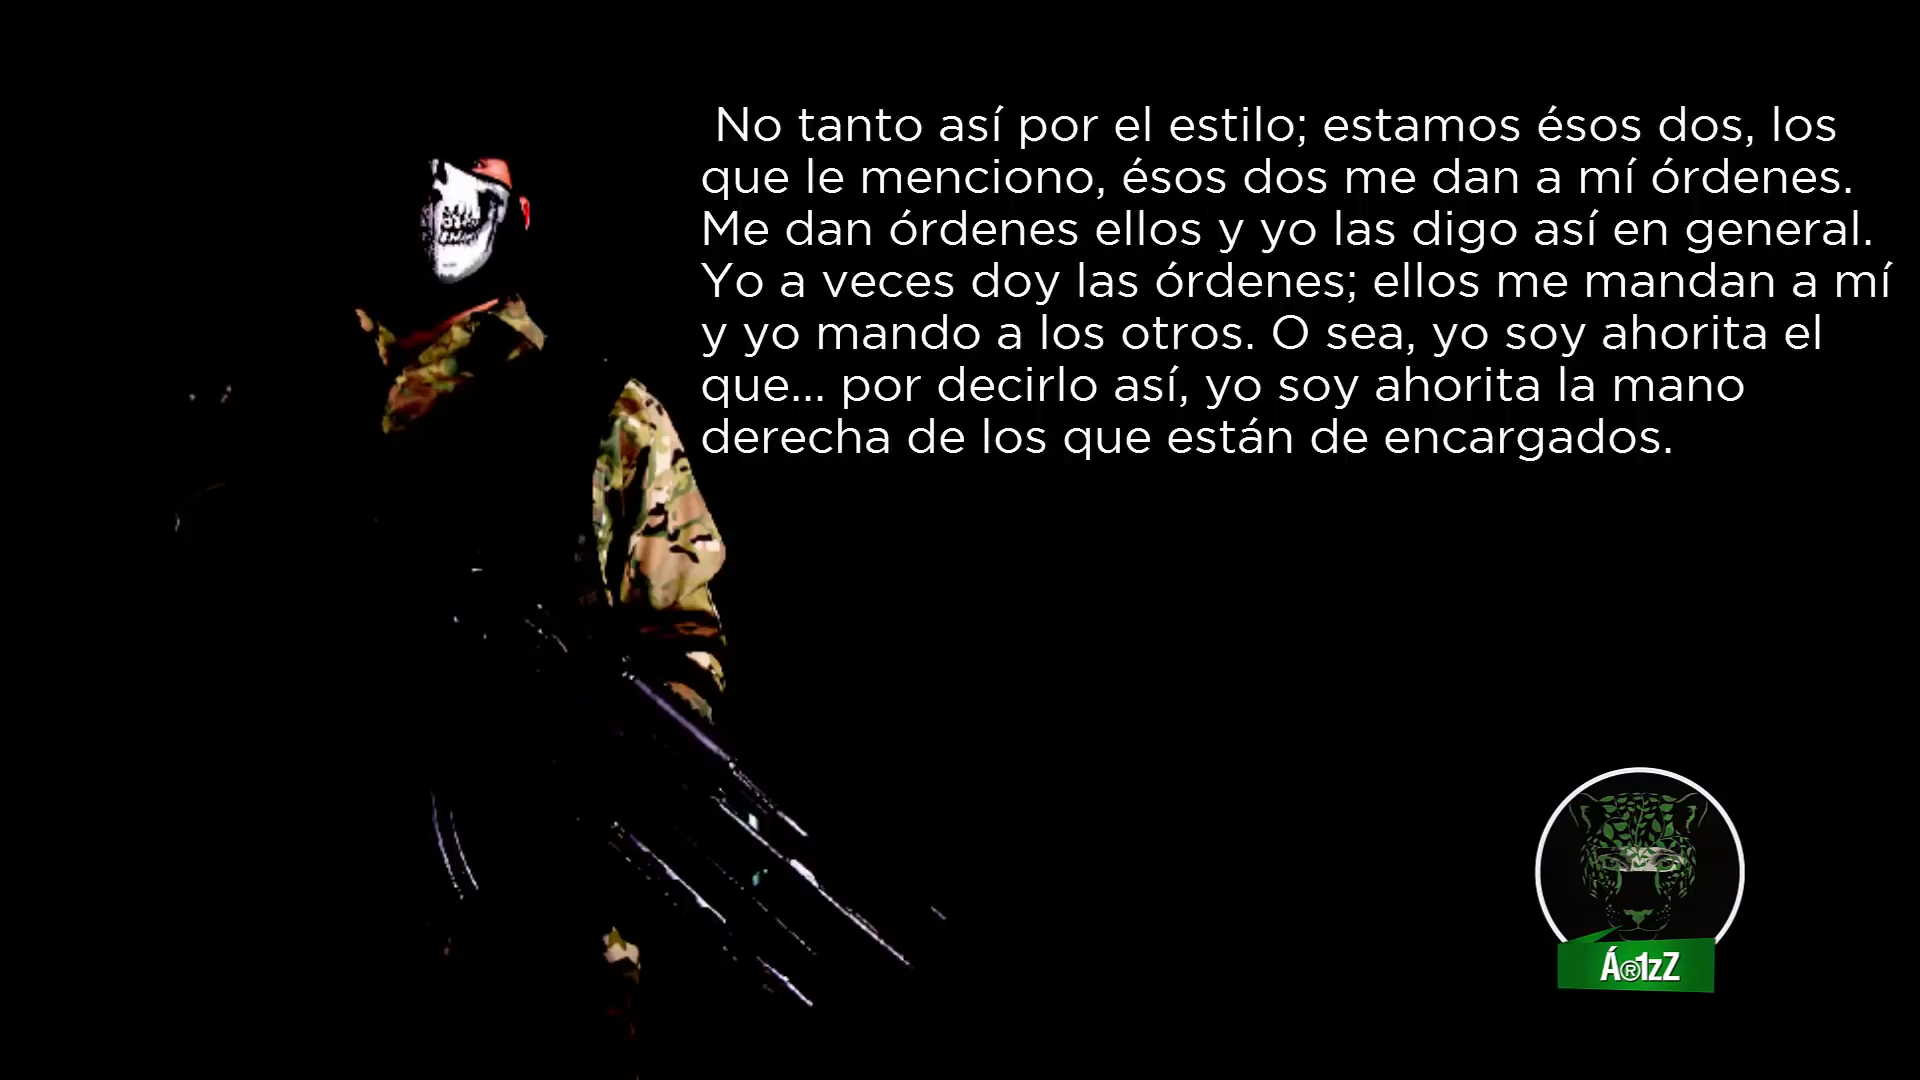 No tanto así por el estilo; estamos ésos dos, los
que le menciono, ésos dos me dan a mí órdenes.
Me dan órdenes ellos y yo las digo así en general.
Yo a veces doy las órdenes; ellos me mandan a mí
y yo mando a los otros. O sea, yo soy ahorita el
que... por decirlo así, yo soy ahorita la mano
derecha de los que están de encargados.
Á®1zZ